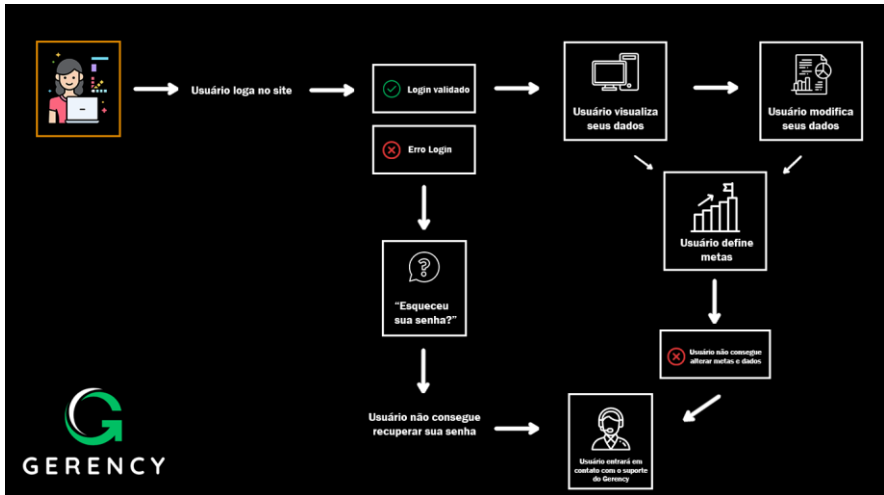 Usuário loga no site
Login validado
Erro Login
Usuário visualiza
seus dados
Usuário modifica
seus dados
Usuário define
metas
"Esqueceu
sua senha?"
Usuário não consegue
alterar metas e dados
Usuário não consegue
recuperar sua senha
Usuário entrará em
contato com o suporte
do Gerency
GERENCY